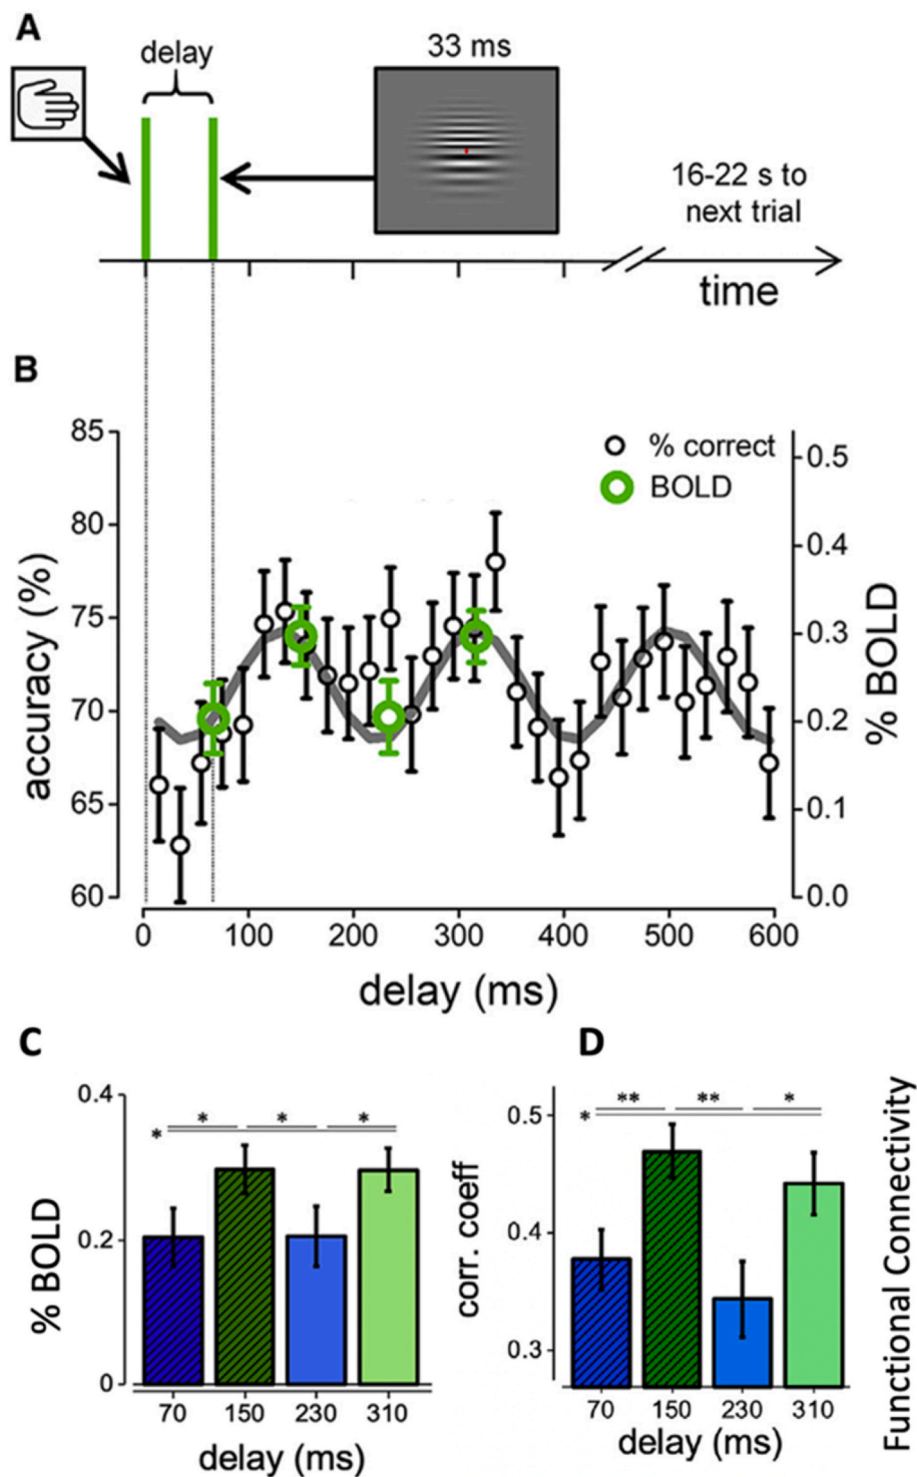 A
delay
33 ms
16-22 s to
next trial
time
B
85
80
75
70
65
60
accuracy (%)
% correct
BOLD
0.5
0.4
0.3
0.2
0.1
0.0
% BOLD
0 100 200 300 400 500 600
delay (ms)
C
0.4
0.2
0
% BOLD
* * * *
70 150 230 310
delay (ms)
D
0.5
0.4
0.3
corr. coeff
* ** ** *
70 150 230 310
delay (ms)
Functional Connectivity